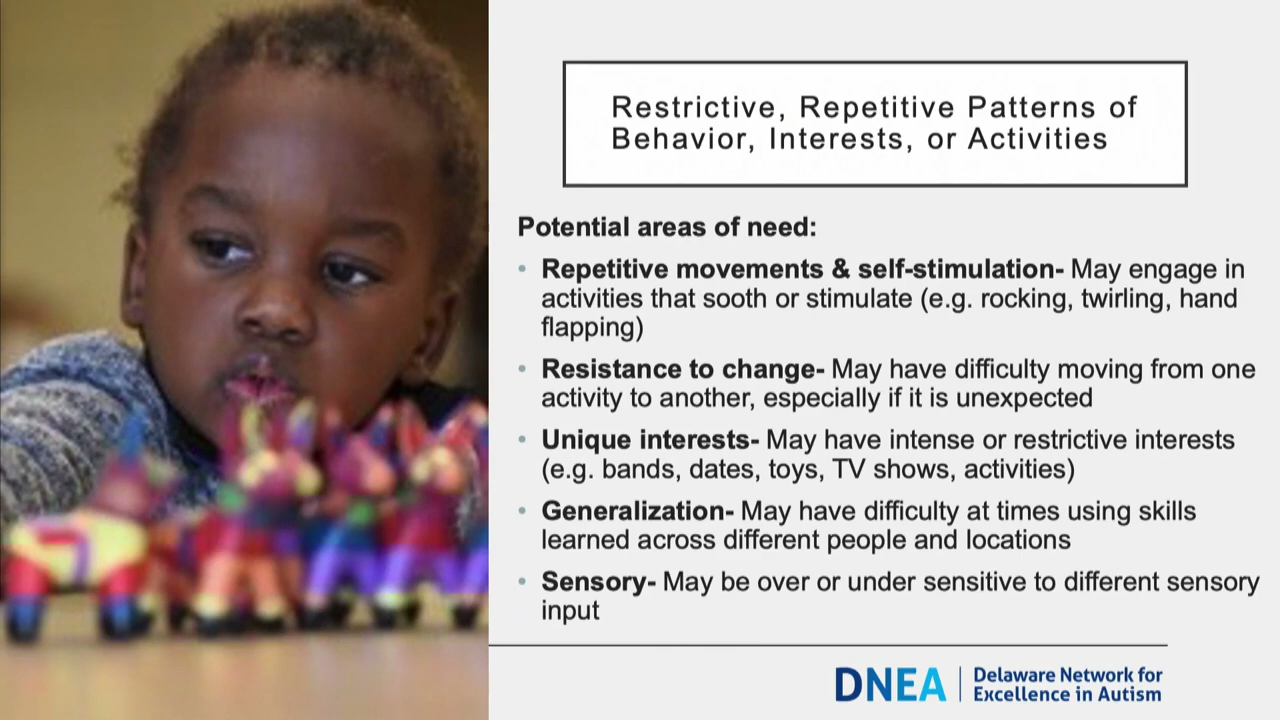 Restrictive, Repetitive Patterns of
Behavior, Interests, or Activities
Potential areas of need:
• Repetitive movements & self-stimulation- May engage in
activities that sooth or stimulate (e.g. rocking, twirling, hand
flapping)
• Resistance to change- May have difficulty moving from one
activity to another, especially if it is unexpected
• Unique interests- May have intense or restrictive interests
(e.g. bands, dates, toys, TV shows, activities)
• Generalization- May have difficulty at times using skills
learned across different people and locations
• Sensory- May be over or under sensitive to different sensory
input
DNEA | Delaware Network for
Excellence in Autism